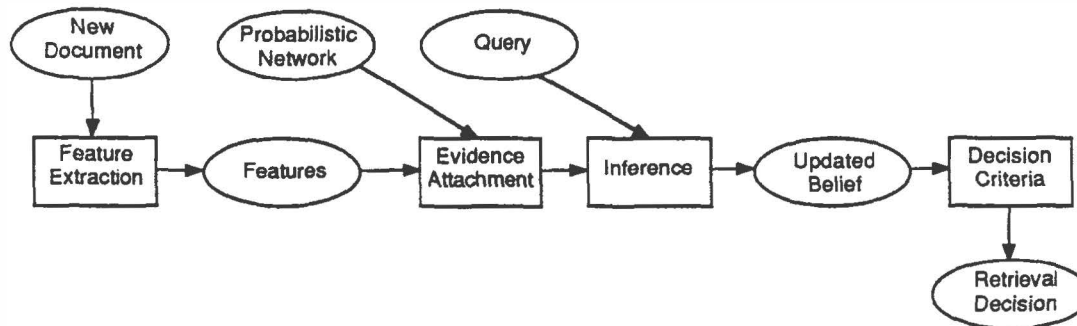 New
Document
Probabilistic
Network
Query
Feature
Extraction
Features
Evidence
Attachment
Inference
Updated
Belief
Decision
Criteria
Retrieval
Decision